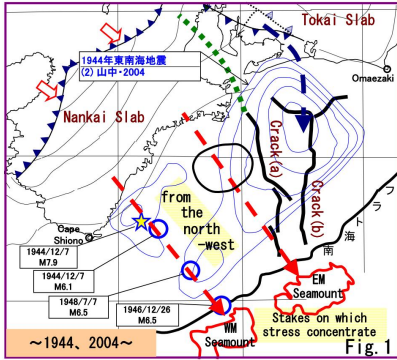 Tokai Slab
1944年東南海地震
(2) 山中・2004
Omaezaki
Nankai Slab
Crack(a)
Crack(b)
from
the
north
-west
Cape
Shiono
1944/12/7
M7.9
1944/12/7
M6.1
1948/7/7
M6.5
1946/12/26
M6.5
南海トラフ
EM
Seamount
WM
Seamount
Stakes on which
stress concentrate
～1944、2004～
Fig.1